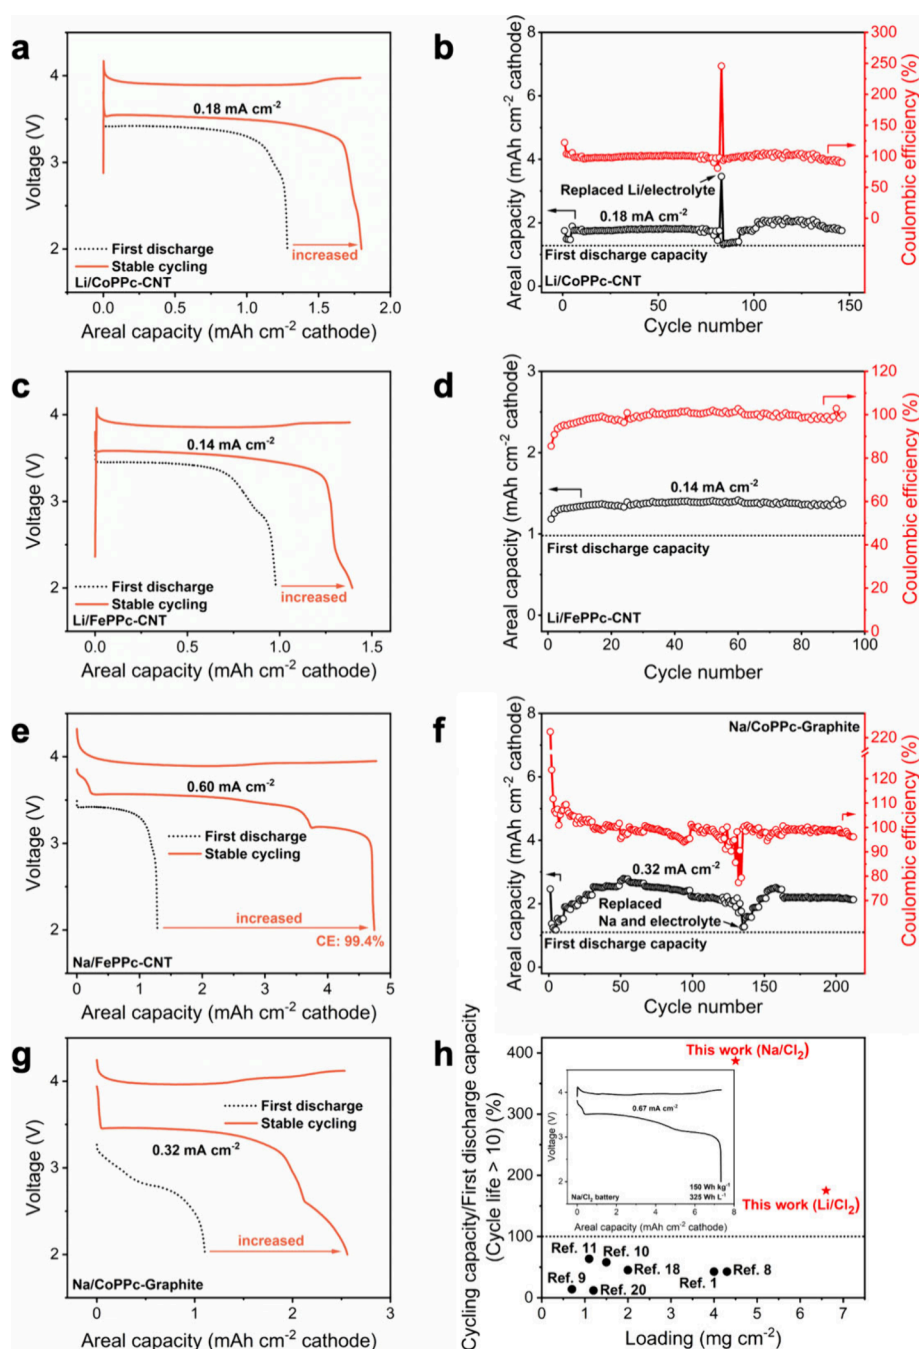 a
Voltage (V)
4
3
2
0.18 mA cm⁻²
First discharge
Stable cycling
increased
Li/CoPPc-CNT
0.0
0.5
1.0
1.5
2.0
Areal capacity (mAh cm⁻² cathode)
b
Areal capacity (mAh cm⁻² cathode)
8
6
4
2
0
300
250
200
150
100
50
0
Coulombic efficiency (%)
Replaced Li/electrolyte
0.18 mA cm⁻²
First discharge capacity
Li/CoPPc-CNT
0
50
100
150
Cycle number
c
Voltage (V)
4
3
2
0.14 mA cm⁻²
First discharge
Stable cycling
increased
Li/FePPc-CNT
0.0
0.5
1.0
1.5
Areal capacity (mAh cm⁻² cathode)
d
Areal capacity (mAh cm⁻² cathode)
3
2
1
0
120
100
80
60
40
20
0
Coulombic efficiency (%)
0.14 mA cm⁻²
First discharge capacity
Li/FePPc-CNT
0
20
40
60
80
100
Cycle number
e
Voltage (V)
4
3
2
0.60 mA cm⁻²
First discharge
Stable cycling
increased
CE: 99.4%
Na/FePPc-CNT
0
1
2
3
4
5
Areal capacity (mAh cm⁻² cathode)
f
Areal capacity (mAh cm⁻² cathode)
8
6
4
2
0
220
120
110
100
90
80
70
Coulombic efficiency (%)
Na/CoPPc-Graphite
0.32 mA cm⁻²
Replaced
Na and electrolyte
First discharge capacity
0
50
100
150
200
Cycle number
g
Voltage (V)
4
3
2
First discharge
Stable cycling
0.32 mA cm⁻²
increased
Na/CoPPc-Graphite
0
1
2
3
Areal capacity (mAh cm⁻² cathode)
h
Cycling capacity/First discharge capacity
(Cycle life > 10) (%)
400
350
300
250
200
150
100
50
0
This work (Na/Cl₂)
Voltage (V)
4
3
2
0.67 mA cm⁻²
150 Wh kg⁻¹
325 Wh L⁻¹
Na/Cl₂ battery
0
2
4
6
8
Areal capacity (mAh cm⁻² cathode)
This work (Li/Cl₂)
Ref. 11
Ref. 10
Ref. 18
Ref. 8
Ref. 1
Ref. 9
Ref. 20
0
1
2
3
4
5
6
7
Loading (mg cm⁻²)